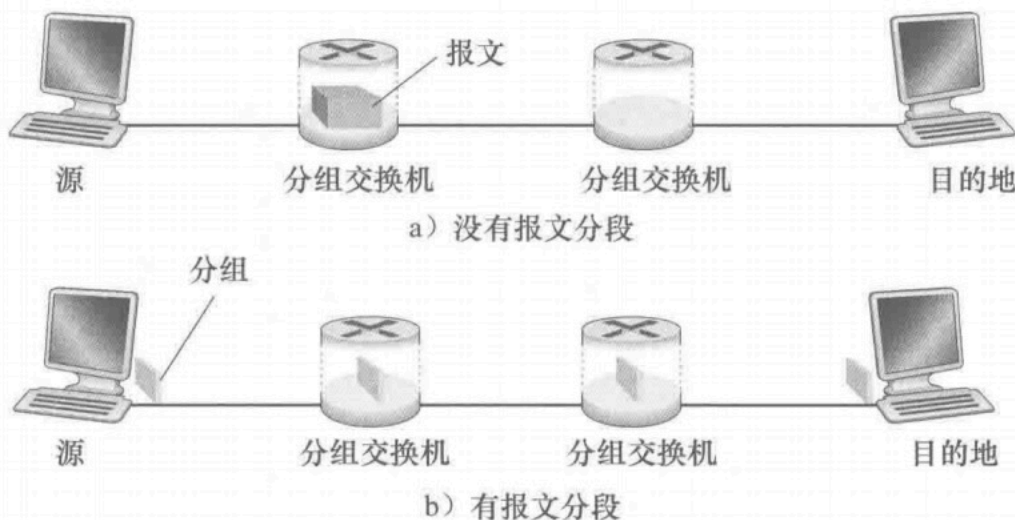 报文
源 分组交换机 分组交换机 目的地
a）没有报文分段
分组
源 分组交换机 分组交换机 目的地
b）有报文分段